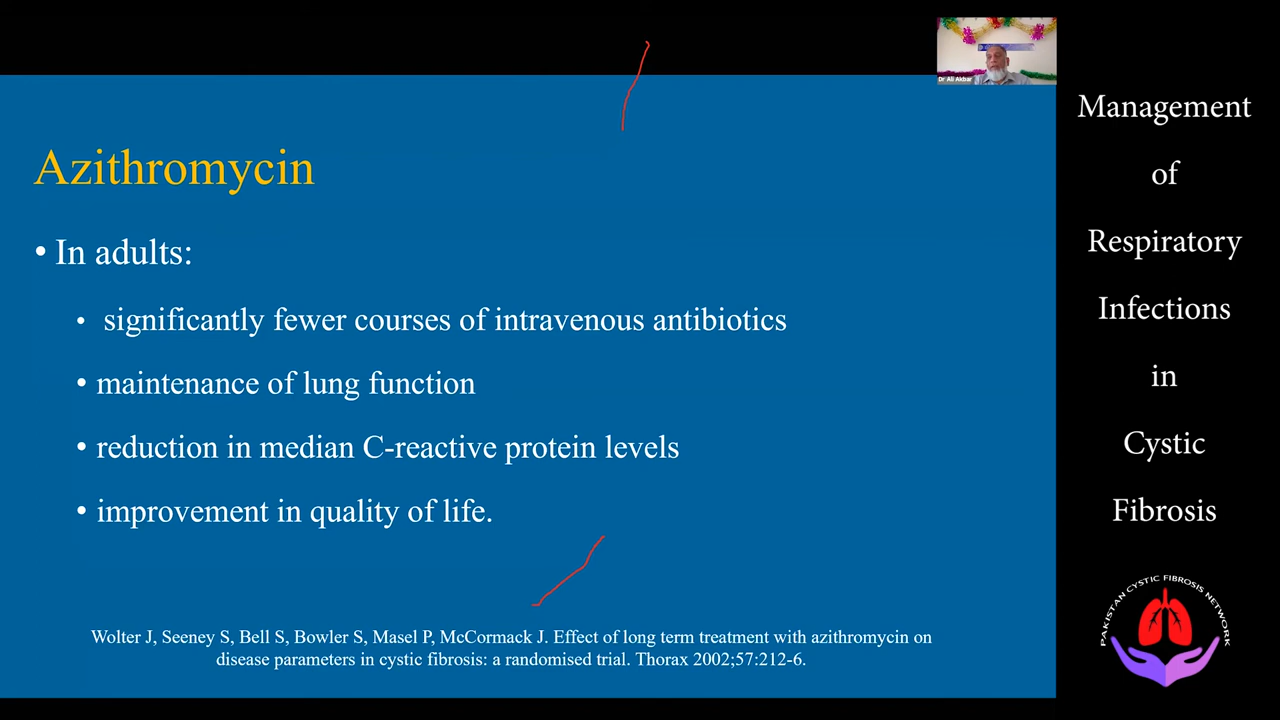 Dr Ali Akbar
Azithromycin
• In adults:
• significantly fewer courses of intravenous antibiotics
• maintenance of lung function
• reduction in median C-reactive protein levels
• improvement in quality of life.
Wolter J, Seeney S, Bell S, Bowler S, Masel P, McCormack J. Effect of long term treatment with azithromycin on
disease parameters in cystic fibrosis: a randomised trial. Thorax 2002;57:212-6.
Management
of
Respiratory
Infections
in
Cystic
Fibrosis
PAKISTAN CYSTIC FIBROSIS NETWORK